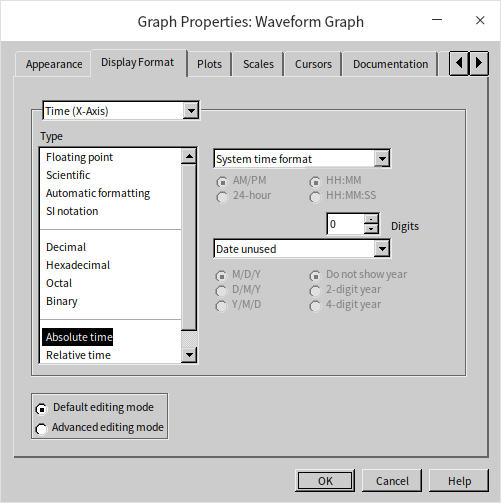 Graph Properties: Waveform Graph
Appearance Display Format Plots Scales Cursors Documentation
Time (X-Axis)
Type
Floating point
Scientific
Automatic formatting
SI notation
Decimal
Hexadecimal
Octal
Binary
Absolute time
Relative time
System time format
AM/PM HH:MM
24-hour HH:MM:SS
0 Digits
Date unused
M/D/Y Do not show year
D/M/Y 2-digit year
Y/M/D 4-digit year
Default editing mode
Advanced editing mode
OK Cancel Help